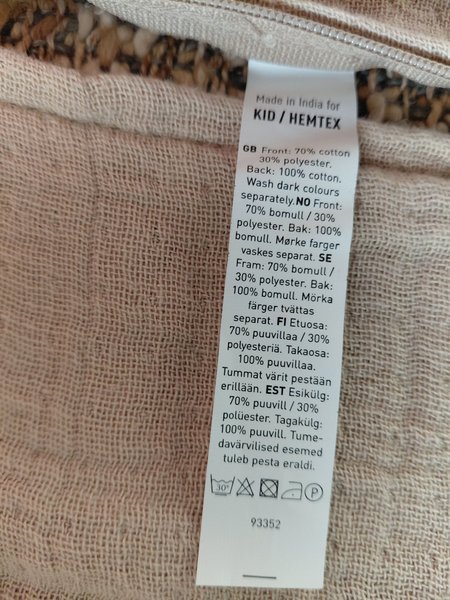 Made in India for
KID / HEMTEX
GB Front: 70% cotton
30% polyester.
Back: 100% cotton.
Wash dark colours
separately. NO Front:
70% bomull / 30%
polyester. Bak: 100%
bomull. Mørke farger
vaskes separat. SE
Fram: 70% bomull /
30% polyester. Bak:
100% bomull. Mörka
färger tvättas
separat. FI Etuosa:
70% puuvillaa / 30%
polyesteriä. Takaosa:
100% puuvillaa.
Tummat värit pestään
erillään. EST Esikülg:
70% puuvill / 30%
polüester. Tagakülg:
100% puuvill. Tume-
davärvilised esemed
tuleb pesta eraldi.
30° P
93352